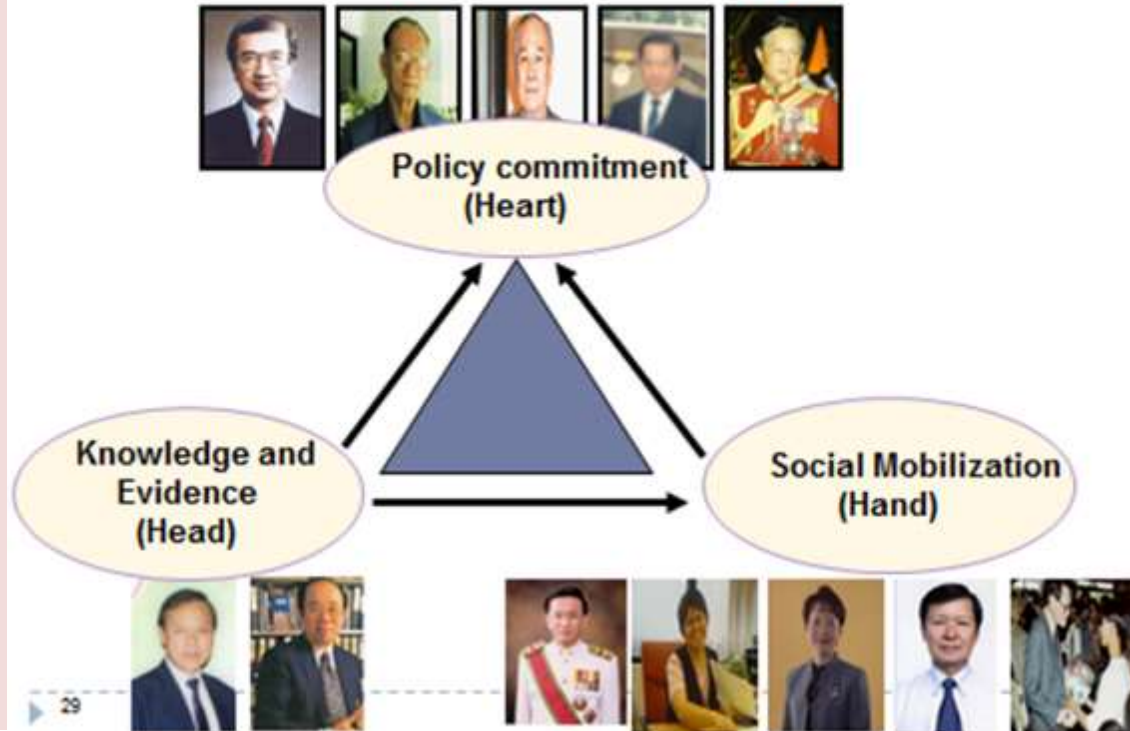 Policy commitment
(Heart)
Knowledge and
Evidence
(Head)
Social Mobilization
(Hand)
29